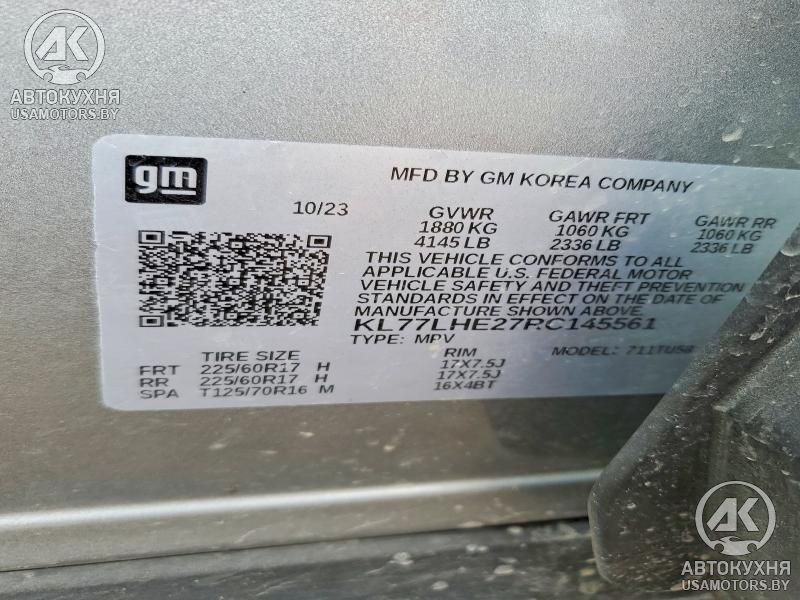 АВТОКУХНЯ
USAMOTORS.BY
gm
MFD BY GM KOREA COMPANY
10/23
GVWR GAWR FRT GAWR RR
1880 KG 1060 KG 1060 KG
4145 LB 2336 LB 2336 LB
THIS VEHICLE CONFORMS TO ALL
APPLICABLE U.S. FEDERAL MOTOR
VEHICLE SAFETY AND THEFT PREVENTION
STANDARDS IN EFFECT ON THE DATE OF
MANUFACTURE SHOWN ABOVE.
KL77LHE27RC145561
TYPE: MPV MODEL: 711TU58
TIRE SIZE RIM
FRT 225/60R17 H 17X7.5J
RR 225/60R17 H 17X7.5J
SPA T125/70R16 M 16X4BT
АВТОКУХНЯ
USAMOTORS.BY